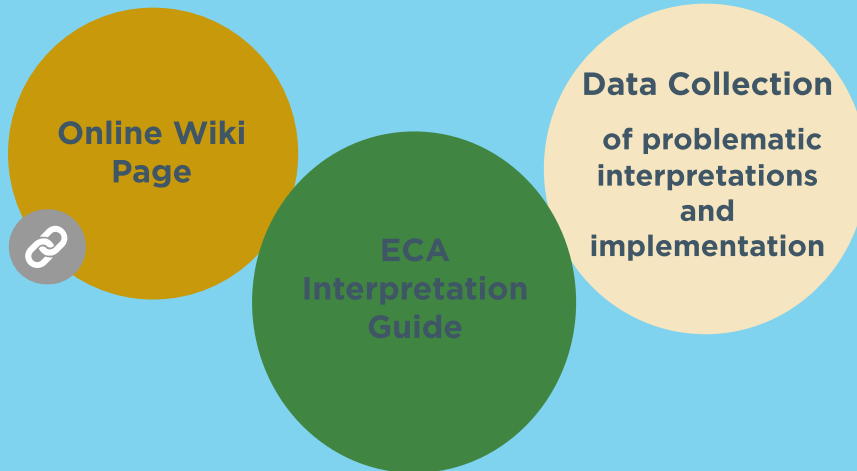 Online Wiki
Page
ECA
Interpretation
Guide
Data Collection
of problematic
interpretations
and
implementation